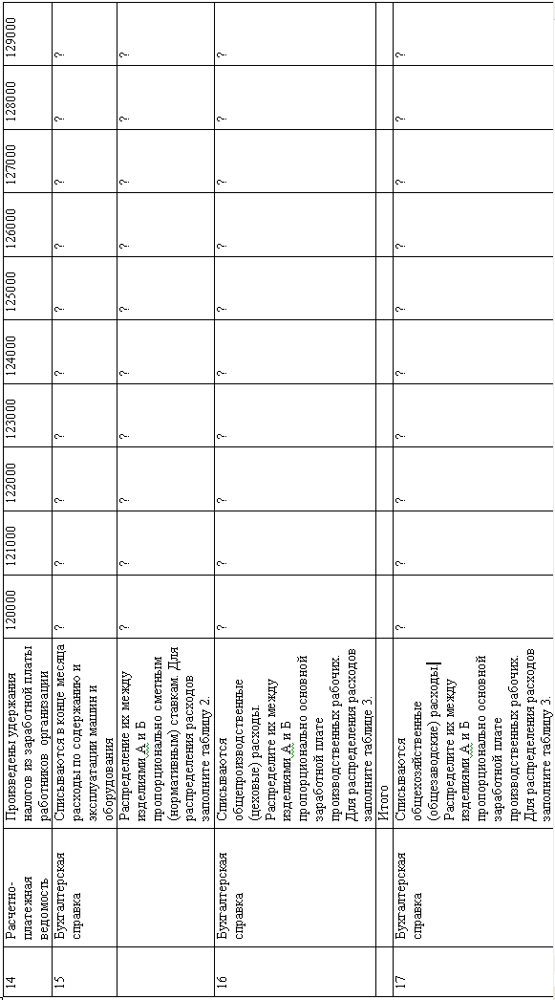 14
Расчетно-
платежная
ведомость
Произведены удержания
налогов из заработной платы
работников организации
120000
121000
122000
123000
124000
125000
126000
127000
128000
129000
15
Бухгалтерская
справка
Списываются в конце месяца
расходы по содержанию и
эксплуатации машин и
оборудования
?
?
?
?
?
?
?
?
?
?
Распределение их между
изделиями А и Б
пропорционально сметным
(нормативным) ставкам. Для
распределения расходов
заполните таблицу 2.
?
?
?
?
?
?
?
?
?
?
16
Бухгалтерская
справка
Списываются
общепроизводственные
(цеховые) расходы.
Распределите их между
изделиями А и Б
пропорционально основной
заработной плате
производственных рабочих.
Для распределения расходов
заполните таблицу 3.
?
?
?
?
?
?
?
?
?
?
Итого
17
Бухгалтерская
справка
Списываются
общехозяйственные
(общезаводские) расходы.
Распределите их между
изделиями А и Б
пропорционально основной
заработной плате
производственных рабочих.
Для распределения расходов
заполните таблицу 3.
?
?
?
?
?
?
?
?
?
?